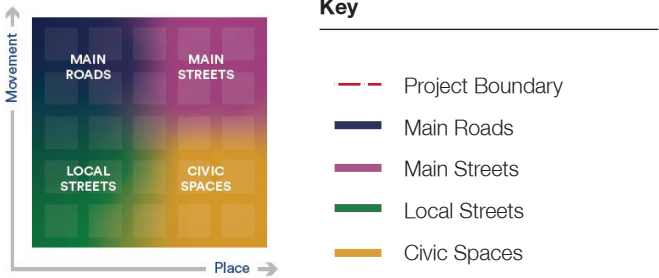 Movement
MAIN
ROADS
MAIN
STREETS
LOCAL
STREETS
CIVIC
SPACES
Place
Key
Project Boundary
Main Roads
Main Streets
Local Streets
Civic Spaces